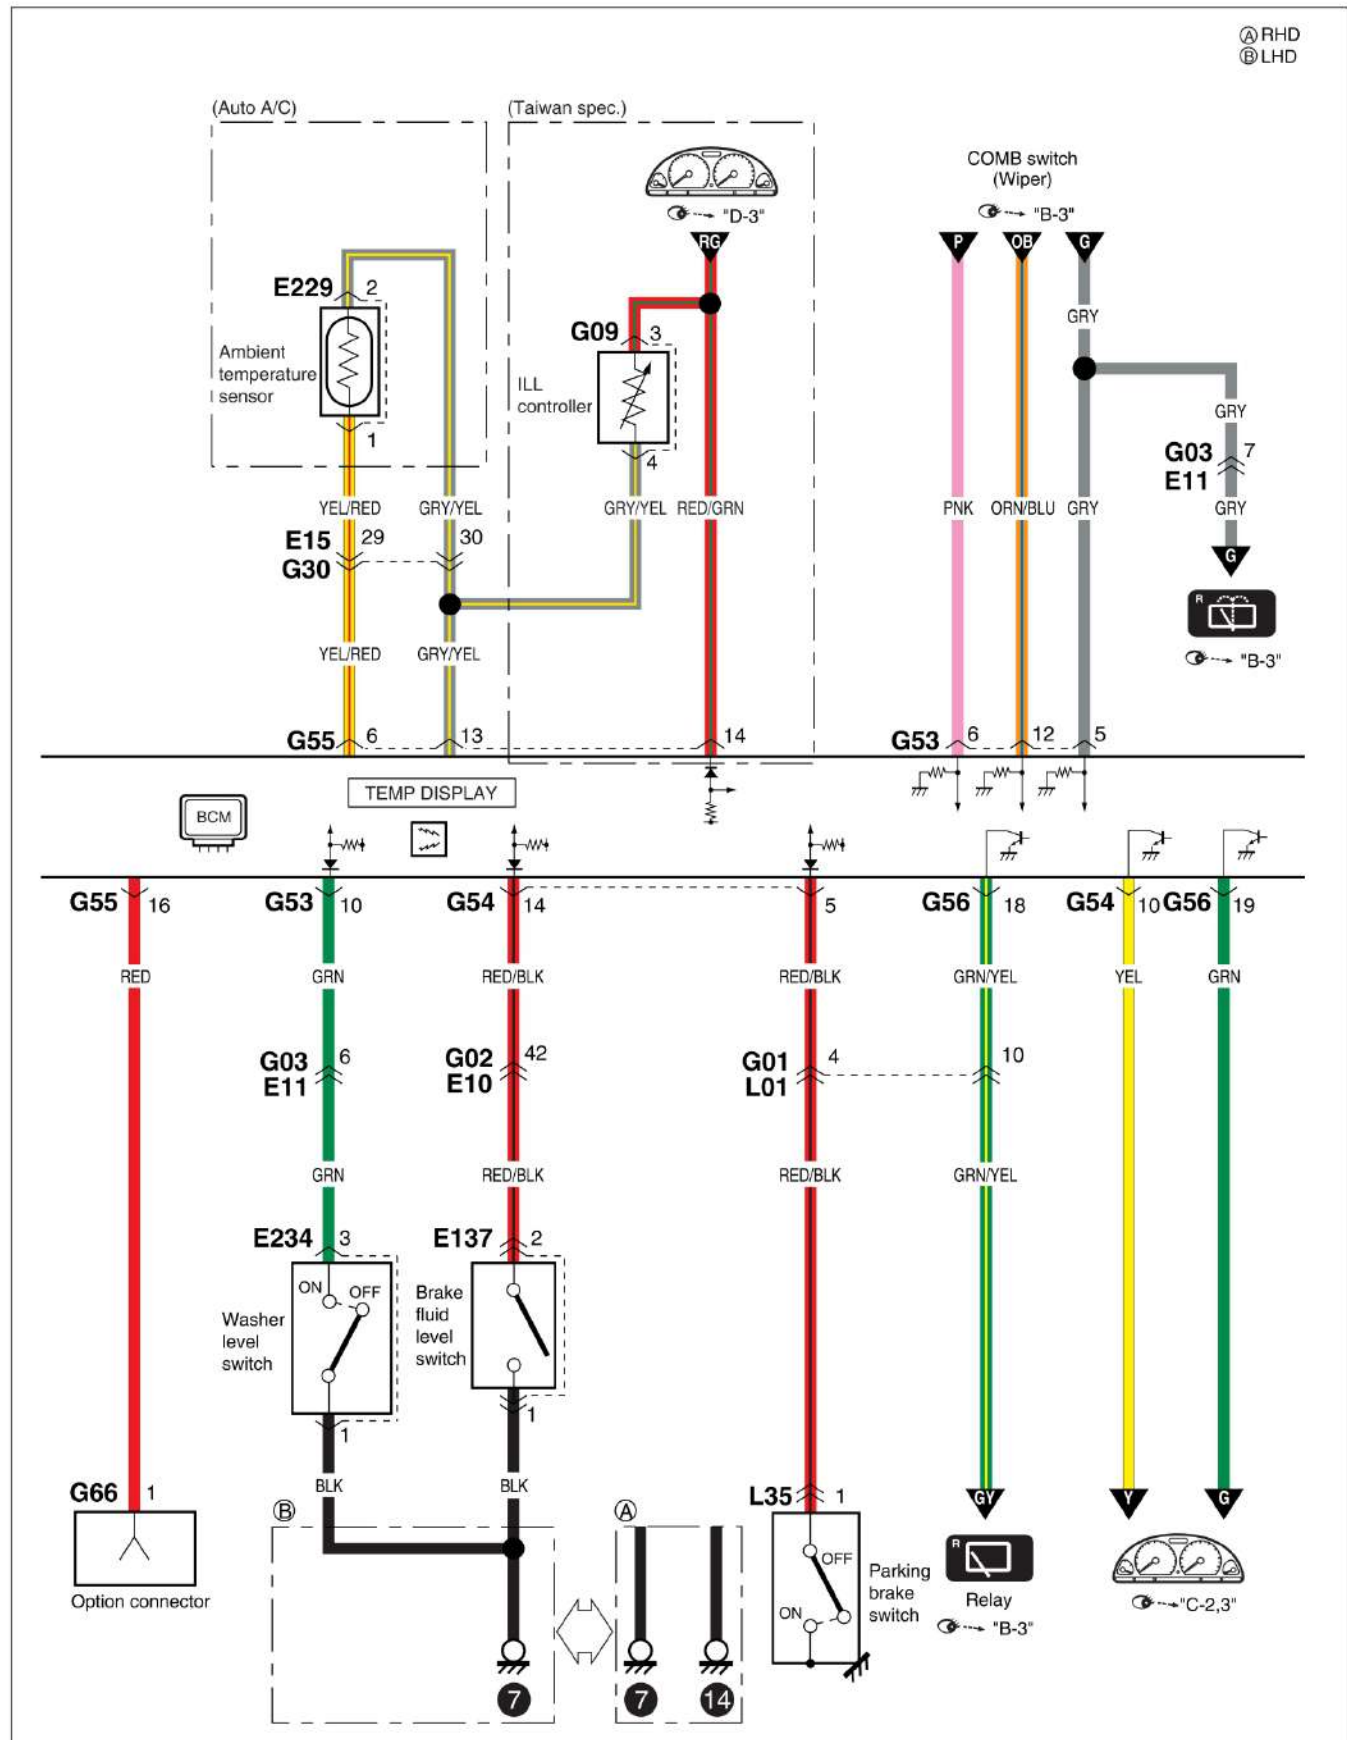 Ⓐ RHD
Ⓑ LHD
(Auto A/C)
(Taiwan spec.)
COMB switch
(Wiper)
"D-3"
"B-3"
RG
P
OB
G
E229
2
G09
3
GRY
Ambient
temperature
sensor
ILL
controller
1
4
GRY
G03
7
E11
YEL/RED
GRY/YEL
GRY/YEL
RED/GRN
PNK
ORN/BLU
GRY
GRY
E15
29
30
G30
G
R
YEL/RED
GRY/YEL
"B-3"
G55
6
13
14
G53
6
12
5
TEMP DISPLAY
BCM
G55
16
G53
10
G54
14
5
G56
18
G54
10
G56
19
RED
GRN
RED/BLK
RED/BLK
GRN/YEL
YEL
GRN
G03
6
E11
G02
42
E10
G01
4
L01
10
GRN
RED/BLK
RED/BLK
GRN/YEL
E234
3
E137
2
ON
OFF
Washer
level
switch
Brake
fluid
level
switch
1
1
BLK
BLK
G66
1
L35
1
GY
Y
G
Ⓑ
Ⓐ
R
OFF
ON
Parking
brake
switch
Option connector
Relay
"B-3"
"C-2,3"
7
7
14